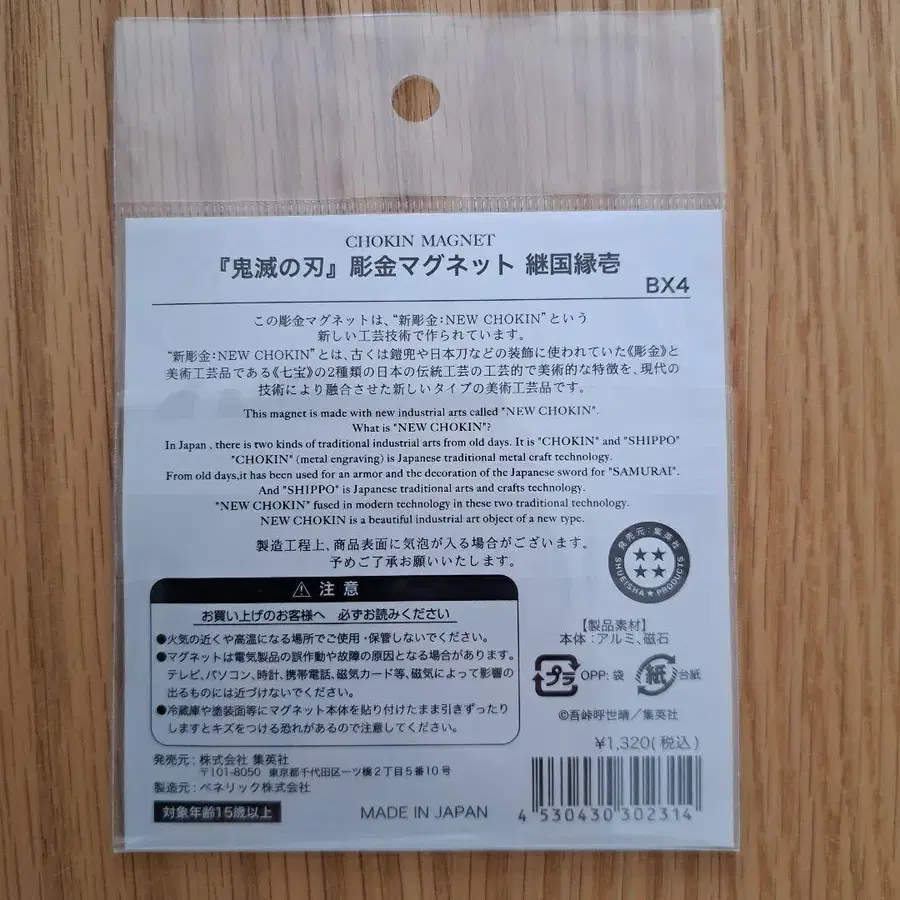 CHOKIN MAGNET
『鬼滅の刃』彫金マグネット 継国縁壱
BX4
この彫金マグネットは、“新彫金：NEW CHOKIN”という
新しい工芸技術で作られています。
“新彫金：NEW CHOKIN”とは、古くは鎧兜や日本刀などの装飾に使われていた《彫金》と
美術工芸品である《七宝》の2種類の日本の伝統工芸の工芸的で美術的な特徴を、現代の
技術により融合させた新しいタイプの美術工芸品です。
This magnet is made with new industrial arts called "NEW CHOKIN".
What is "NEW CHOKIN"?
In Japan , there is two kinds of traditional industrial arts from old days. It is "CHOKIN" and "SHIPPO"
"CHOKIN" (metal engraving) is Japanese traditional metal craft technology.
From old days,it has been used for an armor and the decoration of the Japanese sword for "SAMURAI".
And "SHIPPO" is Japanese traditional arts and crafts technology.
"NEW CHOKIN" fused in modern technology in these two traditional technology.
NEW CHOKIN is a beautiful industrial art object of a new type.
製造工程上、商品表面に気泡が入る場合がございます。
予めご了承お願いいたします。
発売元：集英社
SHUEISHA★PRODUCTS
⚠ 注意
お買い上げのお客様へ 必ずお読みください
●火気の近くや高温になる場所でご使用・保管しないでください。
●マグネットは電気製品の誤作動や故障の原因となる場合があります。
テレビ、パソコン、時計、携帯電話、磁気カード等、磁気によって影響の
出るものには近づけないでください。
●冷蔵庫や塗装面等にマグネット本体を貼り付けたまま引きずったり
しますとキズをつける恐れがあるので注意してください。
【製品素材】
本体：アルミ、磁石
プラ OPP：袋 紙 台紙
©吾峠呼世晴／集英社
¥1,320(税込)
発売元：株式会社 集英社
〒101-8050 東京都千代田区一ツ橋2丁目5番10号
製造元：ベネリック株式会社
対象年齢15歳以上
MADE IN JAPAN
4 530430 302314